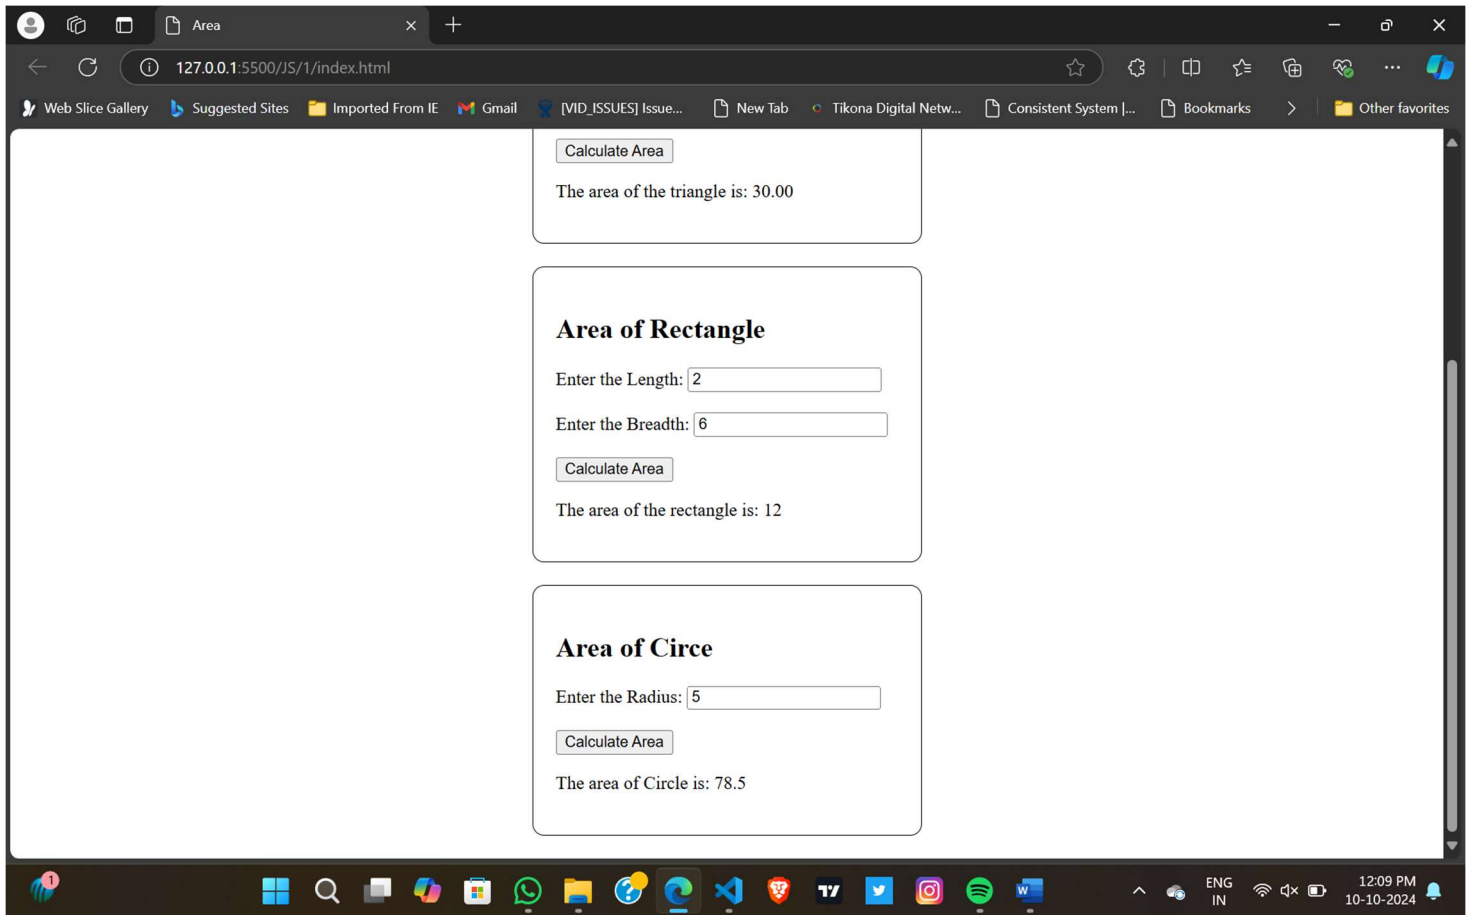 Area
127.0.0.1:5500/JS/1/index.html
Web Slice Gallery Suggested Sites Imported From IE Gmail [VID_ISSUES] Issue... New Tab Tikona Digital Netw... Consistent System |... Bookmarks Other favorites
Calculate Area
The area of the triangle is: 30.00
Area of Rectangle
Enter the Length: 2
Enter the Breadth: 6
Calculate Area
The area of the rectangle is: 12
Area of Circe
Enter the Radius: 5
Calculate Area
The area of Circle is: 78.5
1
ENG
IN
12:09 PM
10-10-2024